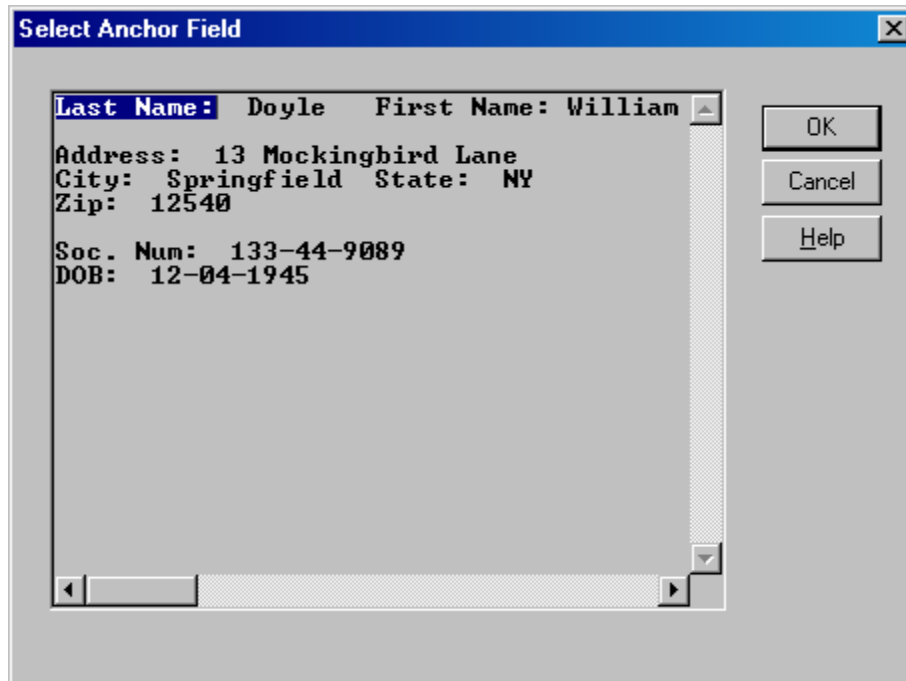 Select Anchor Field
Last Name: Doyle First Name: William
Address: 13 Mockingbird Lane
City: Springfield State: NY
Zip: 12540
Soc. Num: 133-44-9089
DOB: 12-04-1945
OK
Cancel
Help